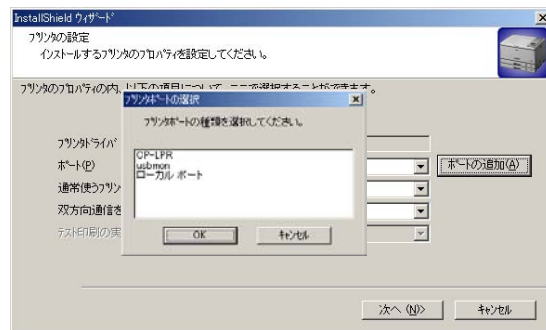 InstallShield ウィザード
プリンタの設定
インストールするプリンタのプロパティを設定してください。
プリンタのプロパティの内、以下の項目について、ここで選択することができます。
プリンタポートの選択
プリンタポートの種類を選択してください。
CP-LPR
usbmon
ローカル ポート
OK
キャンセル
プリンタドライバ
ポート(P)
ポートの追加(A)
通常使うプリン
双方向通信を
テスト印刷の実
次へ (N)>
キャンセル